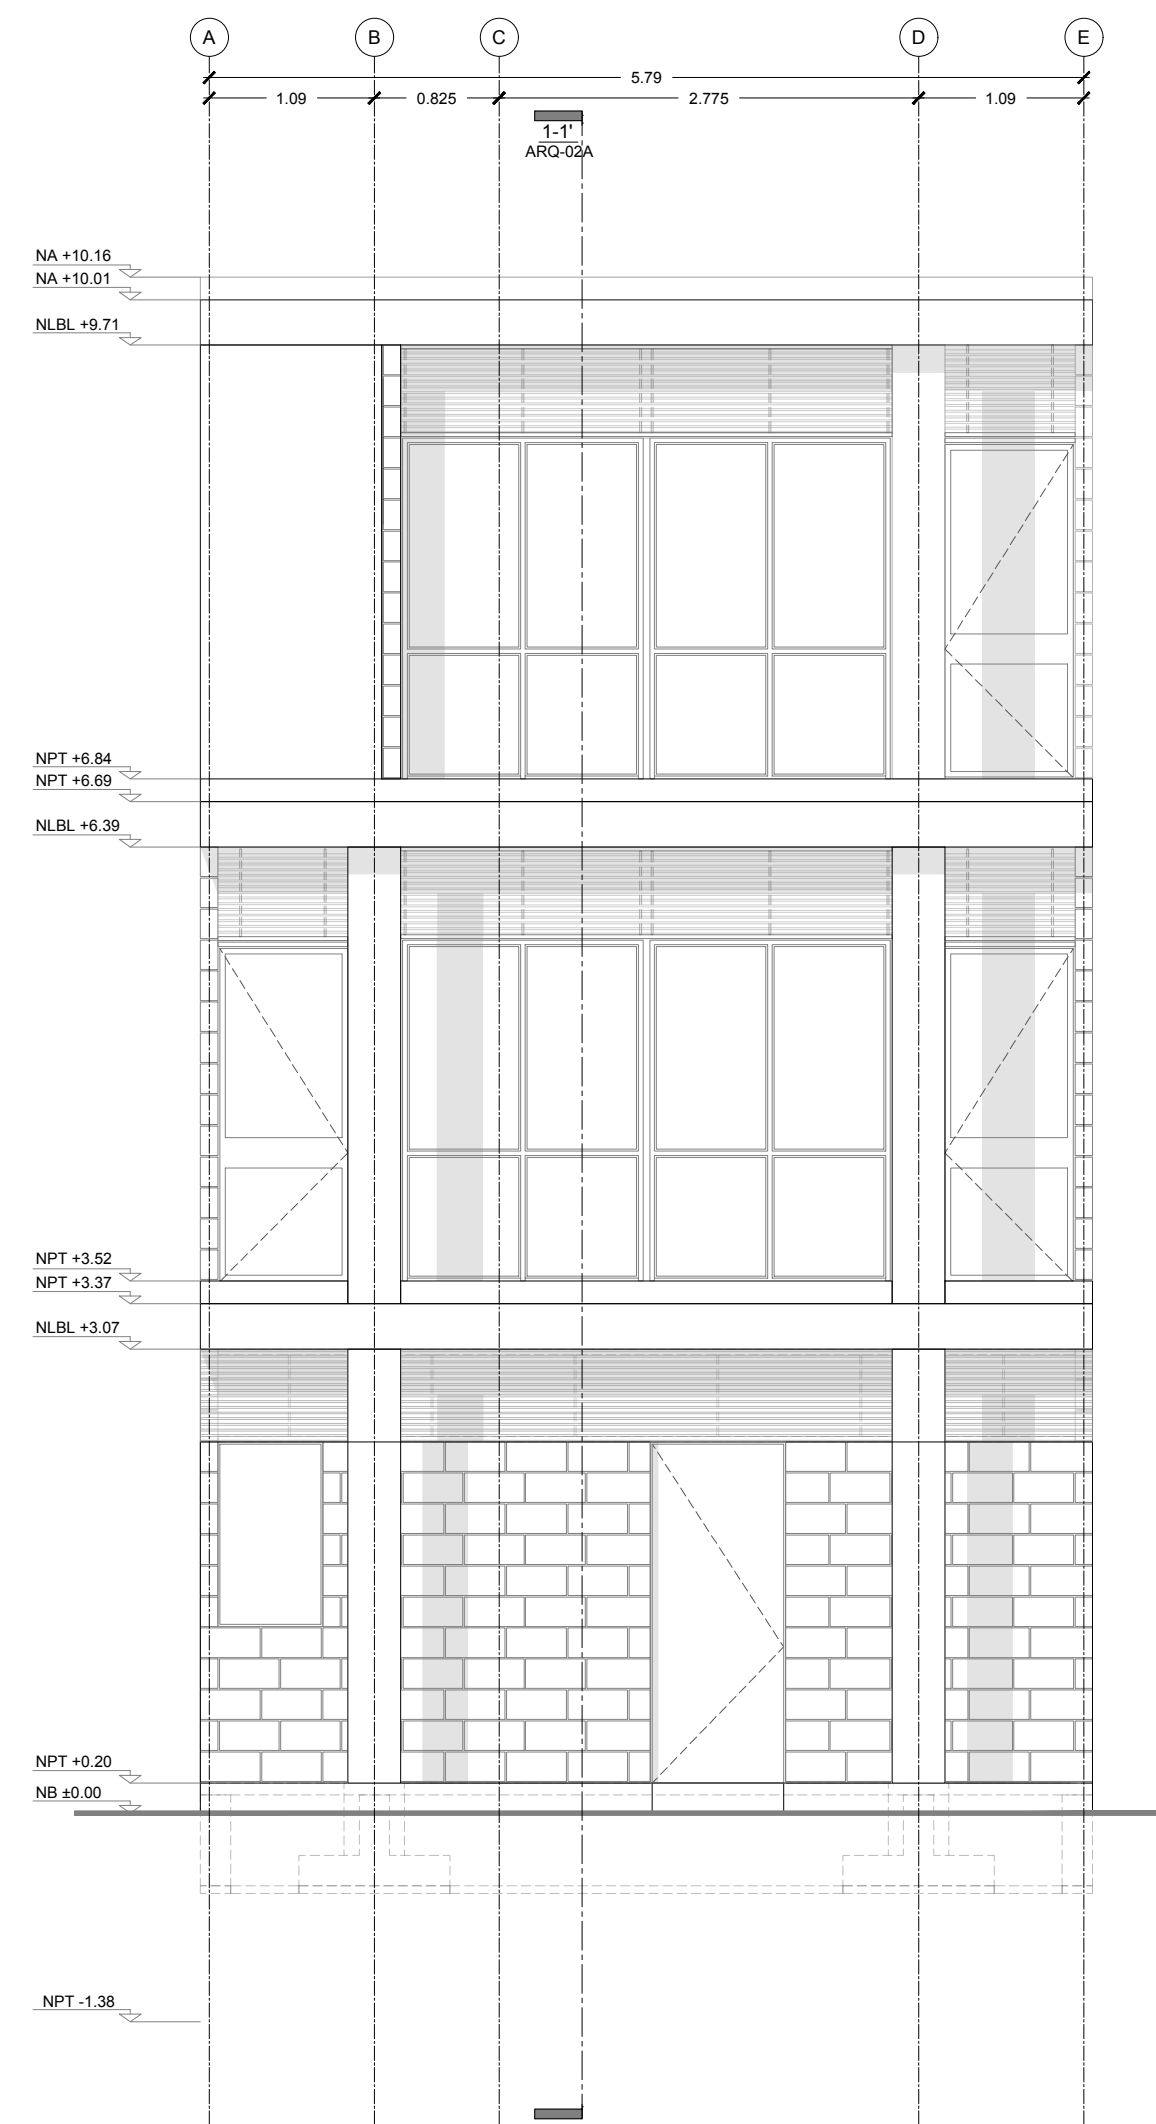 A B C D E
5.79
1.09 0.825 2.775 1.09
1-1'
ARQ-02A
NA +10.16
NA +10.01
NLBL +9.71
NPT +6.84
NPT +6.69
NLBL +6.39
NPT +3.52
NPT +3.37
NLBL +3.07
NPT +0.20
NB ±0.00
NPT -1.38